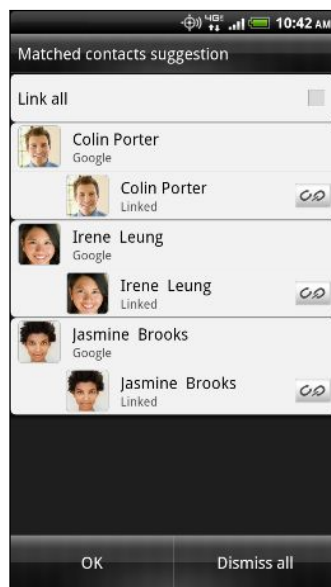 4G
10:42 AM
Matched contacts suggestion
Link all
Colin Porter
Google
Colin Porter
Linked
Irene Leung
Google
Irene Leung
Linked
Jasmine Brooks
Google
Jasmine Brooks
Linked
OK
Dismiss all